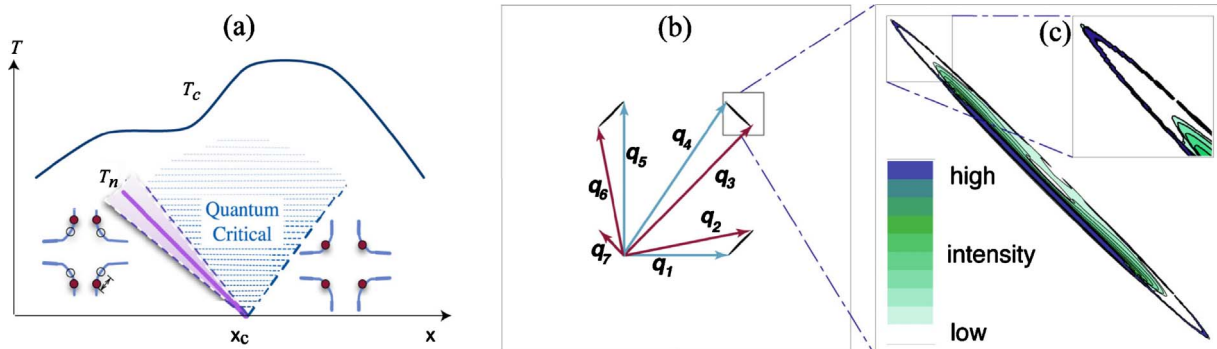 (a)
T
T_c
T_n
Quantum
Critical
x_c
x
(b)
q_5
q_4
q_6
q_3
q_7
q_2
q_1
(c)
high
intensity
low